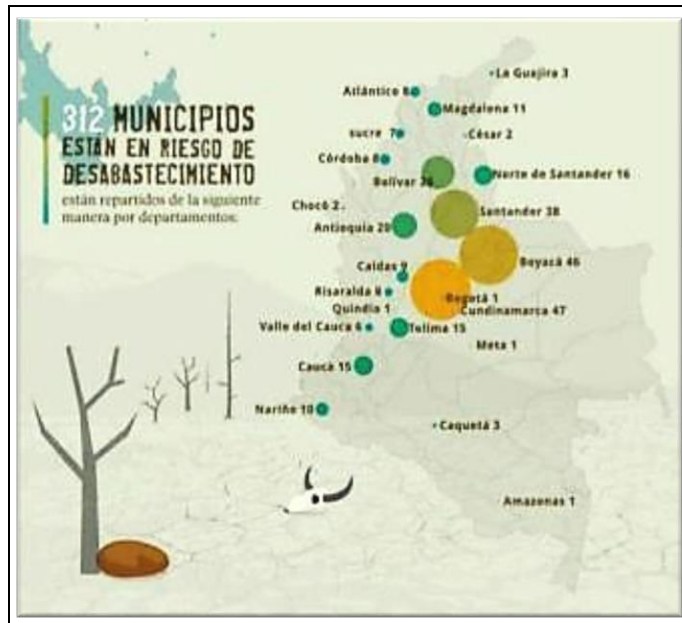 312 MUNICIPIOS
ESTÁN EN RIESGO DE
DESABASTECIMIENTO
están repartidos de la siguiente
manera por departamentos:
La Guajira 3
Atlántico 8
Magdalena 11
sucre 7
César 2
Córdoba 8
Bolívar
Norte de Santander 16
Chocó 2
Santander 38
Antioquia 20
Boyacá 46
Caldas 9
Risaralda 8
Bogotá 1
Quindío 1
Cundinamarca 47
Valle del Cauca 6
Tolima 15
Meta 1
Cauca 15
Nariño 10
Caquetá 3
Amazonas 1